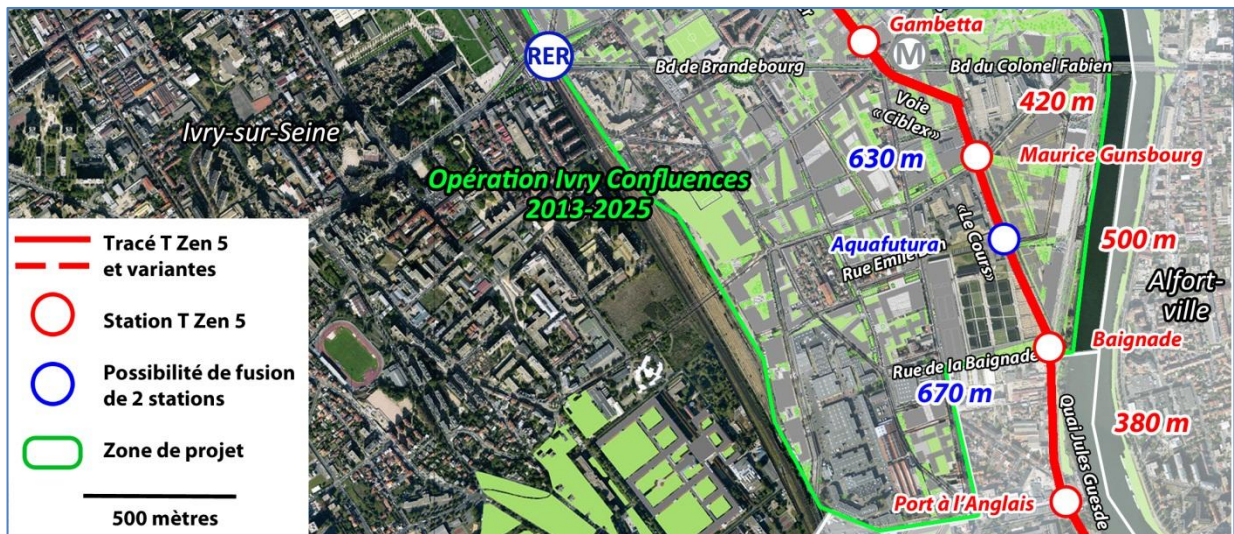 Gambetta
RER
M
Bd de Brandebourg
Bd du Colonel Fabien
420 m
Voie
«Ciblex»
Ivry-sur-Seine
630 m
Maurice Gunsbourg
Opération Ivry Confluences
2013-2025
«Le Cours»
Aquafutura
Rue Emile
500 m
Alfort-
ville
Baignade
Rue de la Baignade
670 m
380 m
Quai Jules Guesde
Port à l'Anglais
Tracé T Zen 5
et variantes
Station T Zen 5
Possibilité de fusion
de 2 stations
Zone de projet
500 mètres